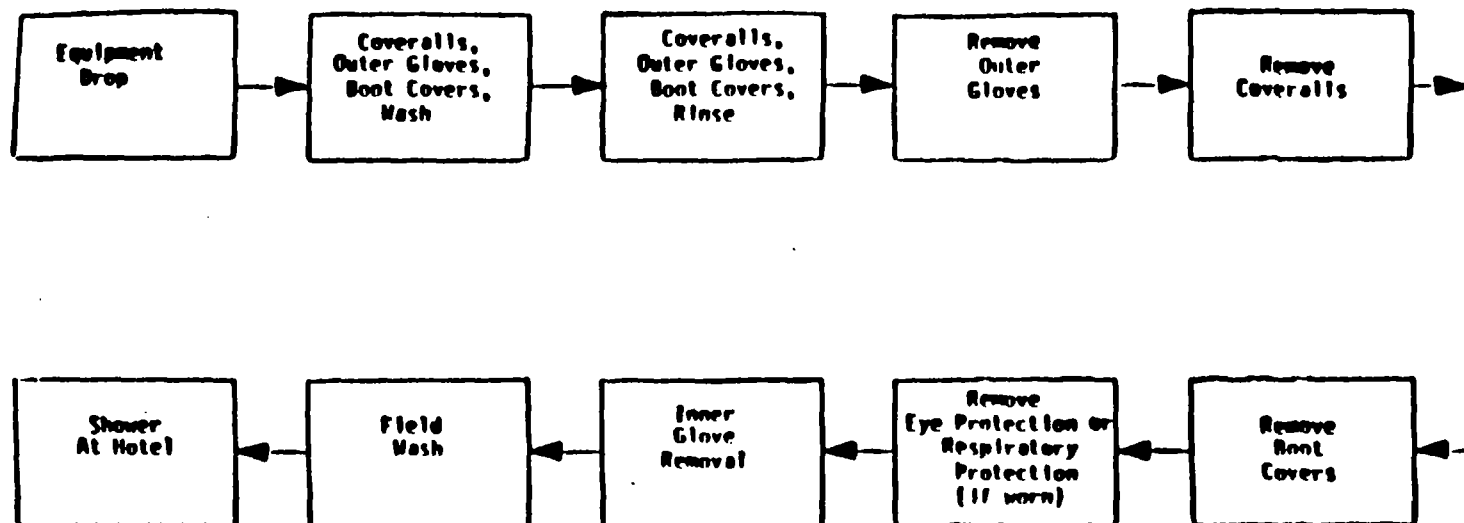 Equipment
Drop
Coveralls,
Outer Gloves,
Boot Covers,
Wash
Coveralls,
Outer Gloves,
Boot Covers,
Rinse
Remove
Outer
Gloves
Remove
Coveralls
Remove
Boot
Covers
Remove
Eye Protection or
Respiratory
Protection
(if worn)
Inner
Glove
Removal
Field
Wash
Shower
At Hotel